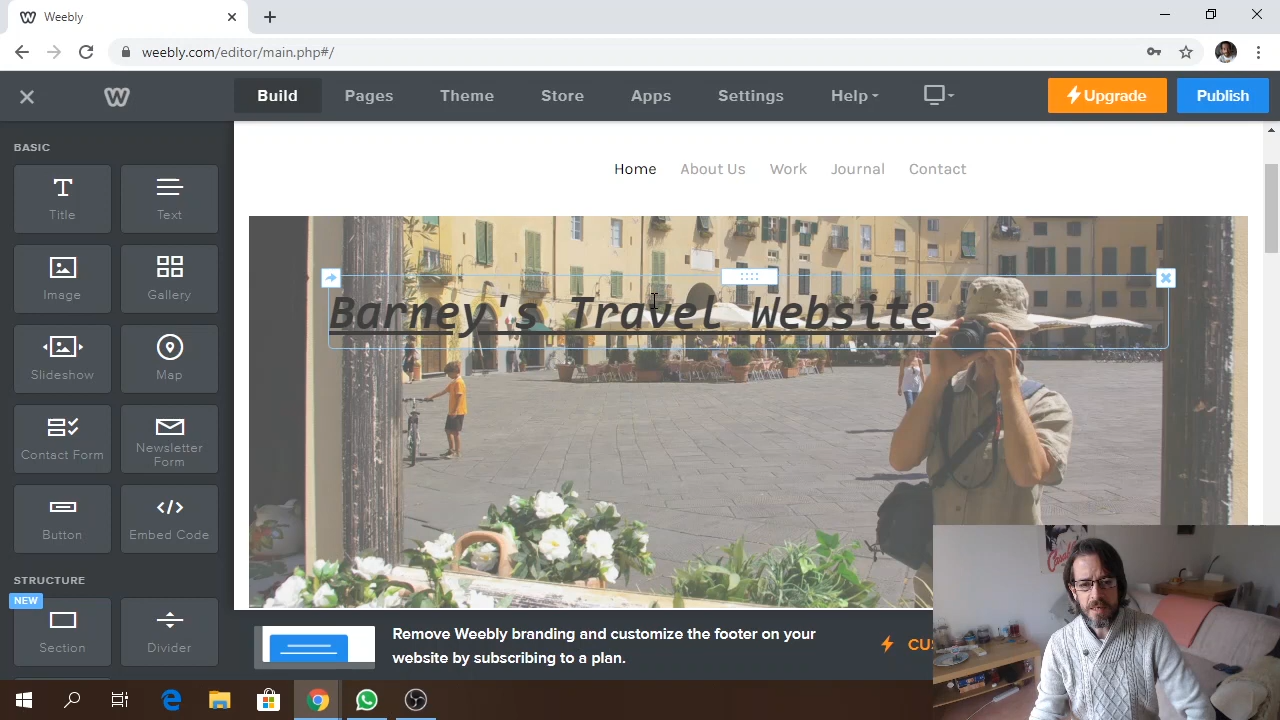 Weebly
weebly.com/editor/main.php#/
Build Pages Theme Store Apps Settings Help Upgrade Publish
BASIC
Title Text
Image Gallery
Slideshow Map
Contact Form Newsletter Form
Button Embed Code
STRUCTURE
NEW
Section Divider
Home About Us Work Journal Contact
Barney's Travel Website
Remove Weebly branding and customize the footer on your
website by subscribing to a plan.